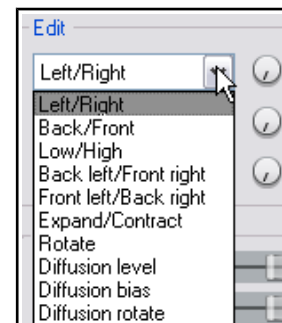 Edit
Left/Right
Left/Right
Back/Front
Low/High
Back left/Front right
Front left/Back right
Expand/Contract
Rotate
Diffusion level
Diffusion bias
Diffusion rotate